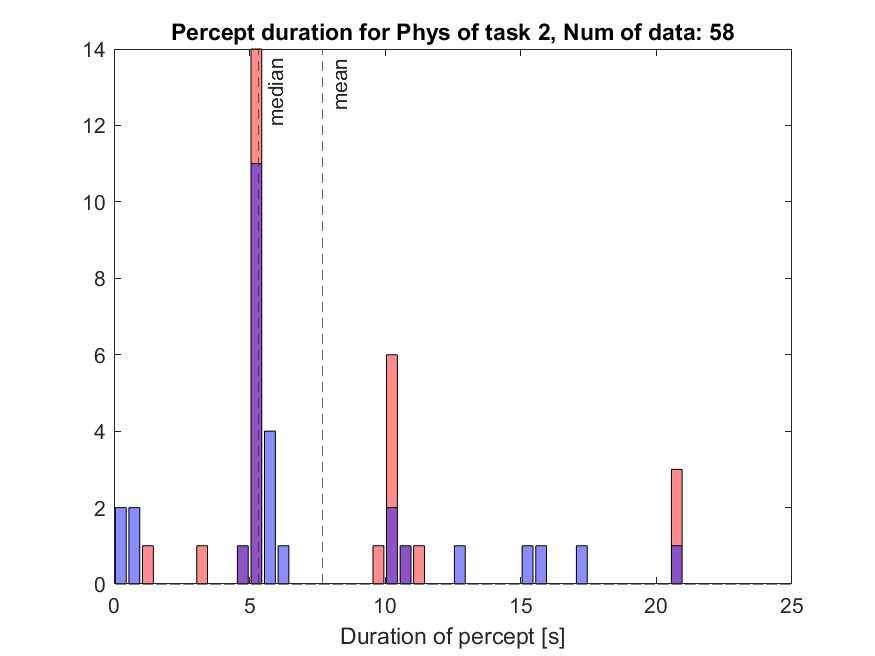 Percept duration for Phys of task 2, Num of data: 58
14
12
10
8
6
4
2
0
median
mean
0 5 10 15 20 25
Duration of percept [s]